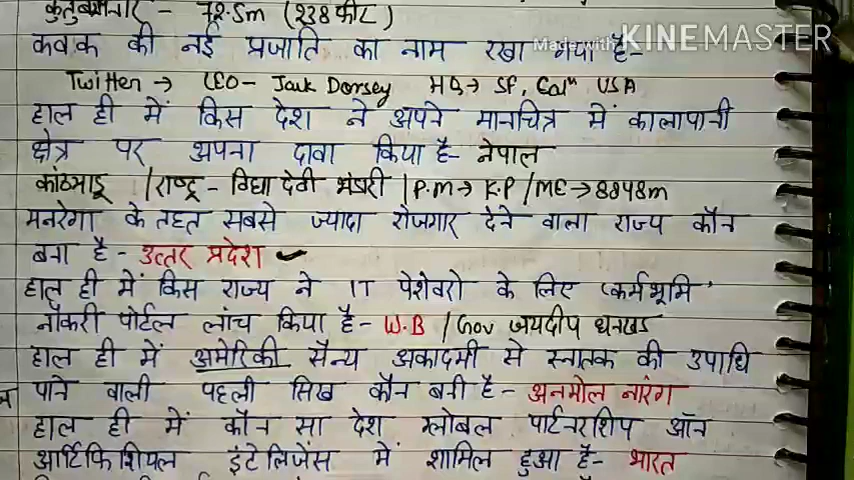 कुतुबमीनार - 72.5m (238 फीट)
कवक की नई प्रजाति का नाम रखा गया है-
Made with KINEMASTER
Twitter → CEO - Jack Dorsey HQ → SF, Cal^n USA
हाल ही में किस देश ने अपने मानचित्र में कालापानी
क्षेत्र पर अपना दावा किया है- नेपाल
कांठमाडू / राष्ट्र - विद्या देवी भंडारी | P.M → K.P / ME → 8848m
मनरेगा के तहत सबसे ज्यादा रोजगार देने वाला राज्य कौन
बना है - उत्तर प्रदेश
हाल ही में किस राज्य ने IT पेशेवरो के लिए 'कर्मभूमि'
नौकरी पोर्टल लांच किया है- W.B / Gov जयदीप धनखड
हाल ही में अमेरिकी सैन्य अकादमी से स्नातक की उपाधि
पाने वाली पहली सिख कौन बनी है- अनमोल नारंग
हाल ही में कौन सा देश ग्लोबल पार्टनरशिप ऑन
आर्टिफिशियल इंटेलिजेंस में शामिल हुआ है- भारत